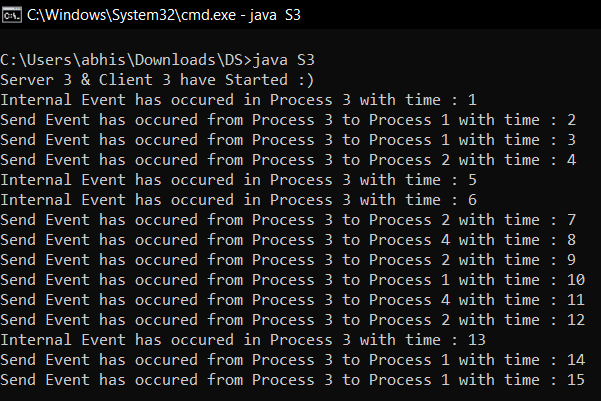 C:\Windows\System32\cmd.exe - java  S3
C:\Users\abhis\Downloads\DS>java S3
Server 3 & Client 3 have Started :)
Internal Event has occured in Process 3 with time : 1
Send Event has occured from Process 3 to Process 1 with time : 2
Send Event has occured from Process 3 to Process 1 with time : 3
Send Event has occured from Process 3 to Process 2 with time : 4
Internal Event has occured in Process 3 with time : 5
Internal Event has occured in Process 3 with time : 6
Send Event has occured from Process 3 to Process 2 with time : 7
Send Event has occured from Process 3 to Process 4 with time : 8
Send Event has occured from Process 3 to Process 2 with time : 9
Send Event has occured from Process 3 to Process 1 with time : 10
Send Event has occured from Process 3 to Process 4 with time : 11
Send Event has occured from Process 3 to Process 2 with time : 12
Internal Event has occured in Process 3 with time : 13
Send Event has occured from Process 3 to Process 1 with time : 14
Send Event has occured from Process 3 to Process 1 with time : 15